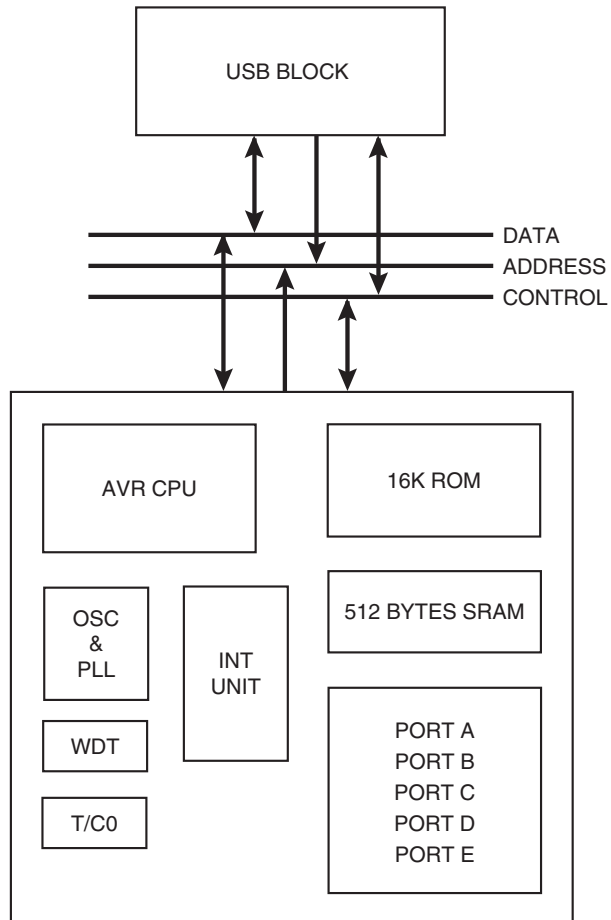 USB BLOCK
DATA
ADDRESS
CONTROL
AVR CPU
16K ROM
OSC
&
PLL
INT
UNIT
512 BYTES SRAM
WDT
T/C0
PORT A
PORT B
PORT C
PORT D
PORT E